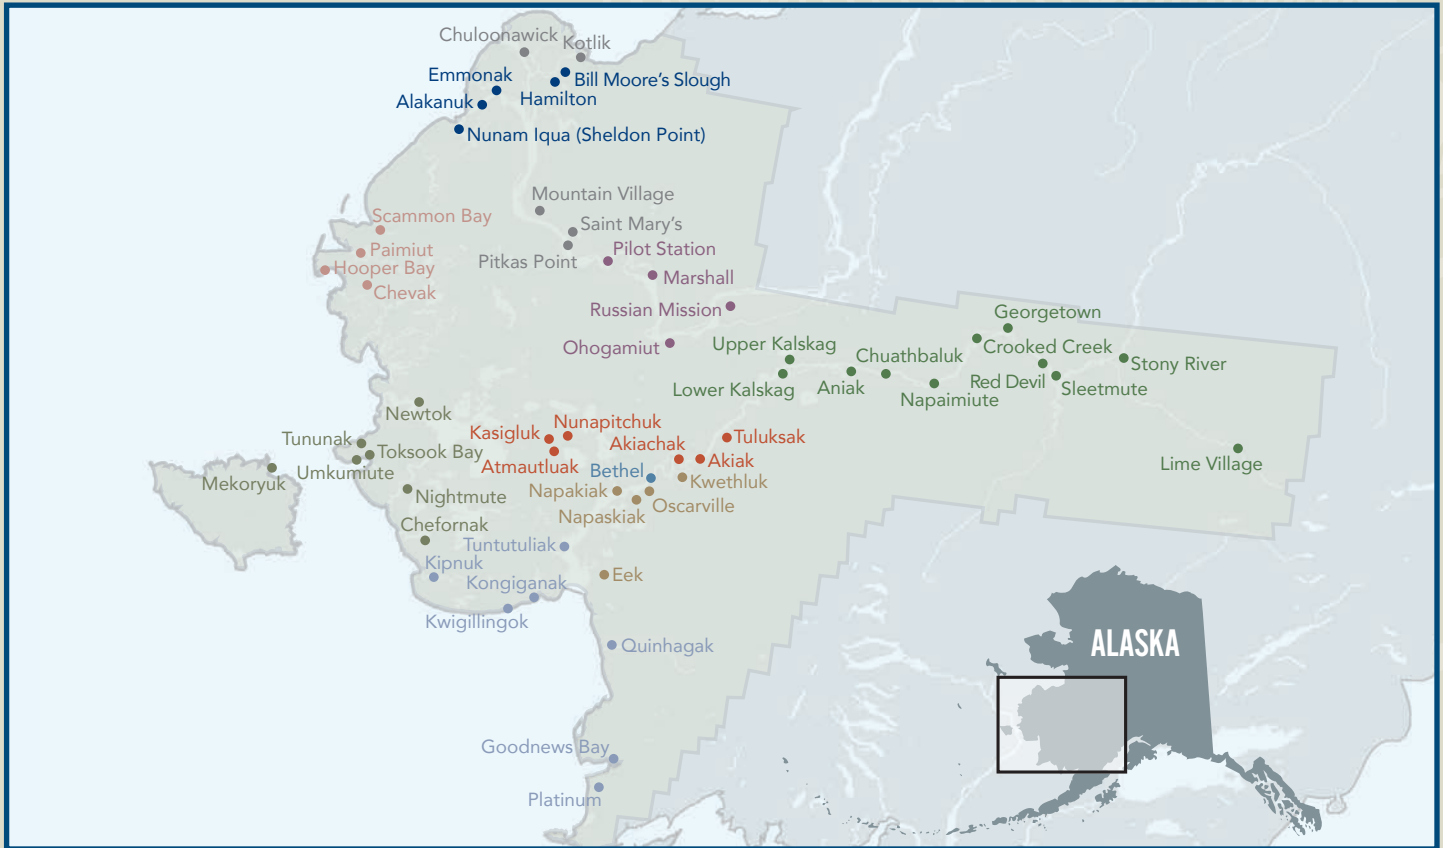 Chuloonawick
Kotlik
Emmonak
Bill Moore's Slough
Alakanuk
Hamilton
Nunam Iqua (Sheldon Point)
Mountain Village
Scammon Bay
Saint Mary's
Paimiut
Pitkas Point
Pilot Station
Hooper Bay
Marshall
Chevak
Russian Mission
Georgetown
Ohogamiut
Upper Kalskag
Chuathbaluk
Crooked Creek
Stony River
Lower Kalskag
Aniak
Napaimiute
Red Devil
Sleetmute
Newtok
Nunapitchuk
Kasigluk
Tununak
Akiachak
Tuluksak
Toksook Bay
Atmautluak
Akiak
Lime Village
Umkumiute
Bethel
Mekoryuk
Kwethluk
Nightmute
Napakiak
Oscarville
Napaskiak
Chefornak
Tuntutuliak
Kipnuk
Kongiganak
Eek
Kwigillingok
Quinhagak
ALASKA
Goodnews Bay
Platinum